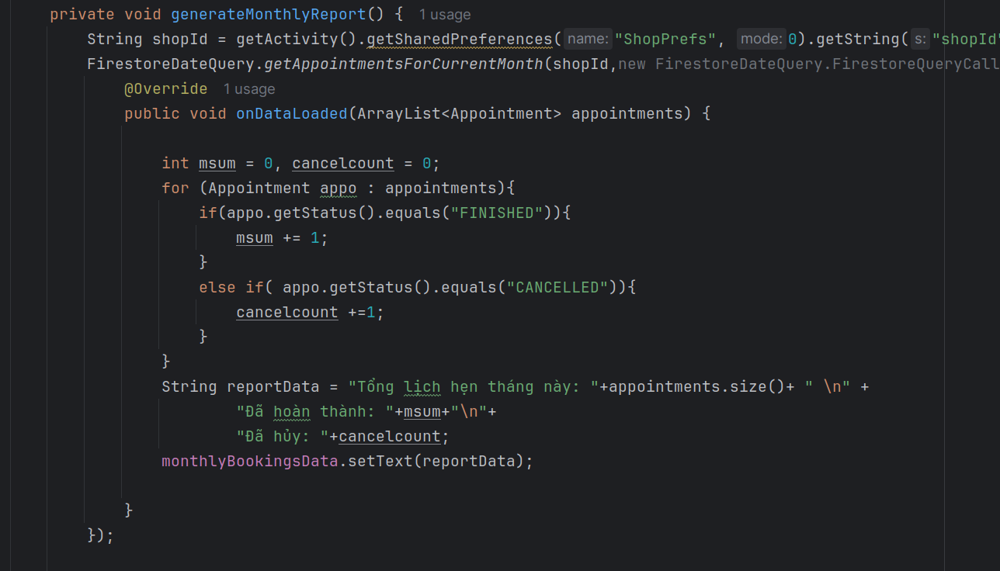 private void generateMonthlyReport() { 1 usage
String shopId = getActivity().getSharedPreferences( name: "ShopPrefs", mode: 0).getString( s: "shopId"
FirestoreDateQuery.getAppointmentsForCurrentMonth(shopId,new FirestoreDateQuery.FirestoreQueryCall
@Override 1 usage
public void onDataLoaded(ArrayList<Appointment> appointments) {
int msum = 0, cancelcount = 0;
for (Appointment appo : appointments){
if(appo.getStatus().equals("FINISHED")){
msum += 1;
}
else if( appo.getStatus().equals("CANCELLED")){
cancelcount +=1;
}
}
String reportData = "Tổng lịch hẹn tháng này: "+appointments.size()+ " \n" +
"Đã hoàn thành: "+msum+"\n"+
"Đã hủy: "+cancelcount;
monthlyBookingsData.setText(reportData);
}
});